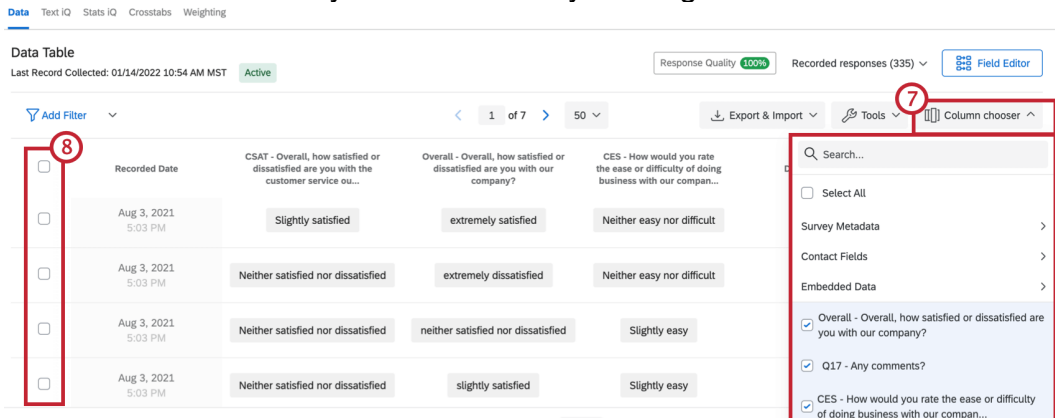 Data Text iQ Stats iQ Crosstabs Weighting
Data Table
Last Record Collected: 01/14/2022 10:54 AM MST Active
Response Quality 100% Recorded responses (335) Field Editor
7
Add Filter 1 of 7 50 Export & Import Tools Column chooser
8
Recorded Date
CSAT - Overall, how satisfied or
dissatisfied are you with the
customer service ou...
Overall - Overall, how satisfied or
dissatisfied are you with our
company?
CES - How would you rate
the ease or difficulty of doing
business with our compan...
D
Aug 3, 2021
5:03 PM
Slightly satisfied
extremely satisfied
Neither easy nor difficult
Aug 3, 2021
5:03 PM
Neither satisfied nor dissatisfied
extremely dissatisfied
Neither easy nor difficult
Aug 3, 2021
5:03 PM
Neither satisfied nor dissatisfied
neither satisfied nor dissatisfied
Slightly easy
Aug 3, 2021
5:03 PM
Neither satisfied nor dissatisfied
slightly satisfied
Slightly easy
Search...
Select All
Survey Metadata
Contact Fields
Embedded Data
Overall - Overall, how satisfied or dissatisfied are
you with our company?
Q17 - Any comments?
CES - How would you rate the ease or difficulty
of doing business with our compan...